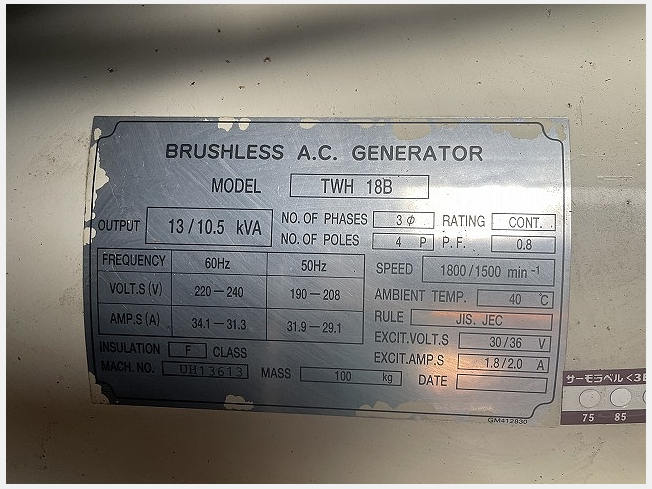 BRUSHLESS A.C. GENERATOR
MODEL TWH 18B
OUTPUT 13/10.5 kVA NO. OF PHASES 3φ RATING CONT.
NO. OF POLES 4 P P.F. 0.8
FREQUENCY 60Hz 50Hz SPEED 1800/1500 min⁻¹
VOLT.S (V) 220-240 190-208 AMBIENT TEMP. 40 ℃
AMP.S (A) 34.1-31.3 31.9-29.1 RULE JIS. JEC
EXCIT.VOLT.S 30/36 V
INSULATION F CLASS EXCIT.AMP.S 1.8/2.0 A
MACH. NO. UH13613 MASS 100 kg DATE
GM412830
サーモラベル<3
75 85